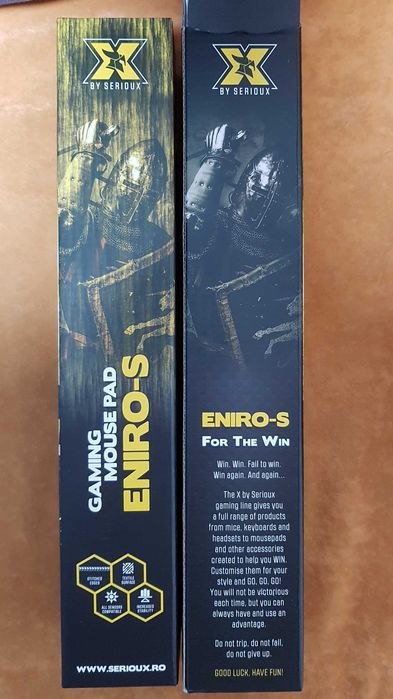 X
BY SERIOUX
GAMING
MOUSE PAD
ENIRO-S
STITCHED
EDGES
TEXTILE
SURFACE
ALL SENSORS
COMPATIBLE
INCREASED
STABILITY
WWW.SERIOUX.RO
X
BY SERIOUX
ENIRO-S
FOR THE WIN
Win. Win. Fail to win.
Win again. And again...
The X by Serioux
gaming line gives you
a full range of products
from mice, keyboards and
headsets to mousepads
and other accessories
created to help you WIN.
Customise them for your
style and GO, GO, GO!
You will not be victorious
each time, but you can
always have and use an
advantage.
Do not trip, do not fall,
do not give up.
GOOD LUCK, HAVE FUN!